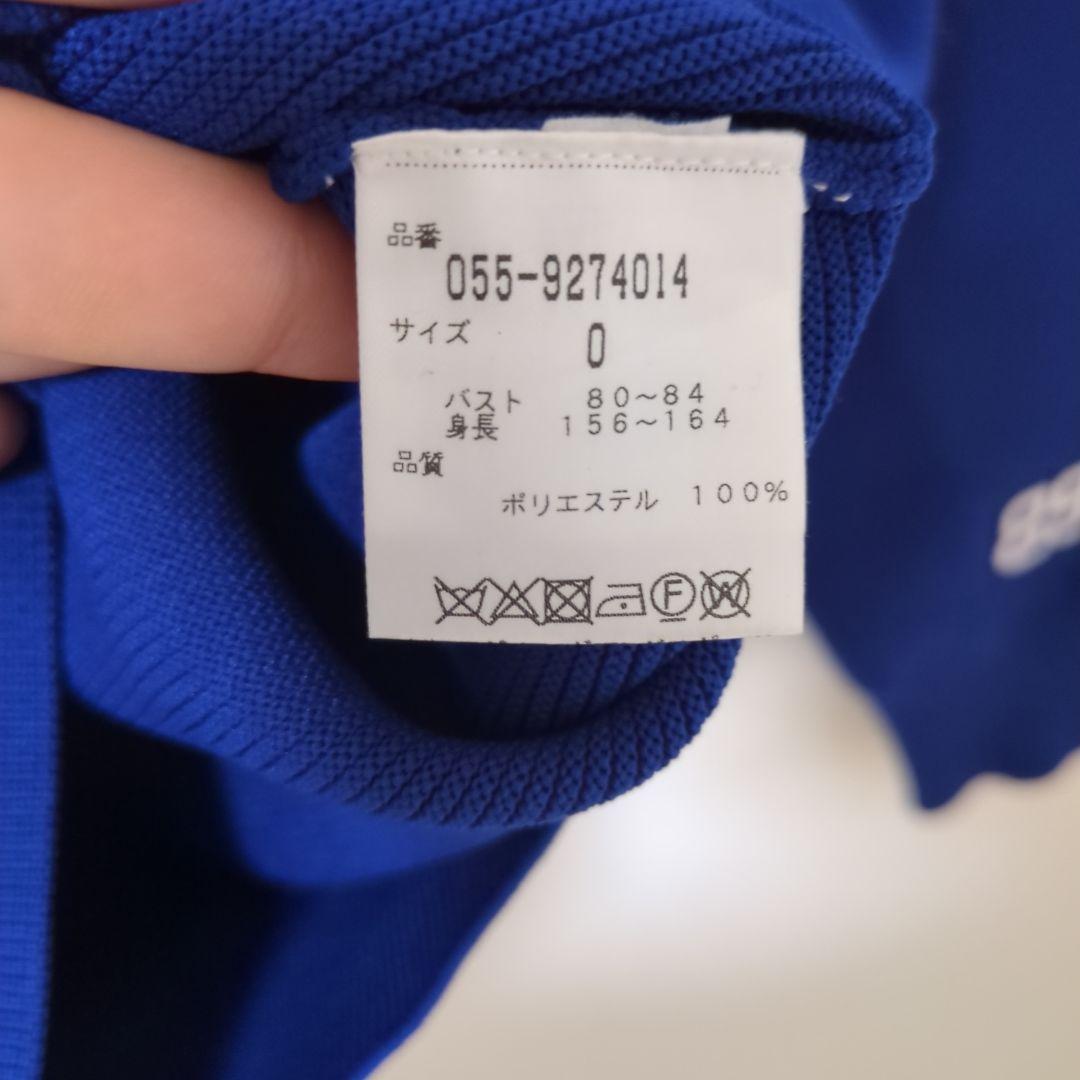 品番
055-9274014
サイズ 0
バスト 80~84
身長 156~164
品質
ポリエステル 100%
F W